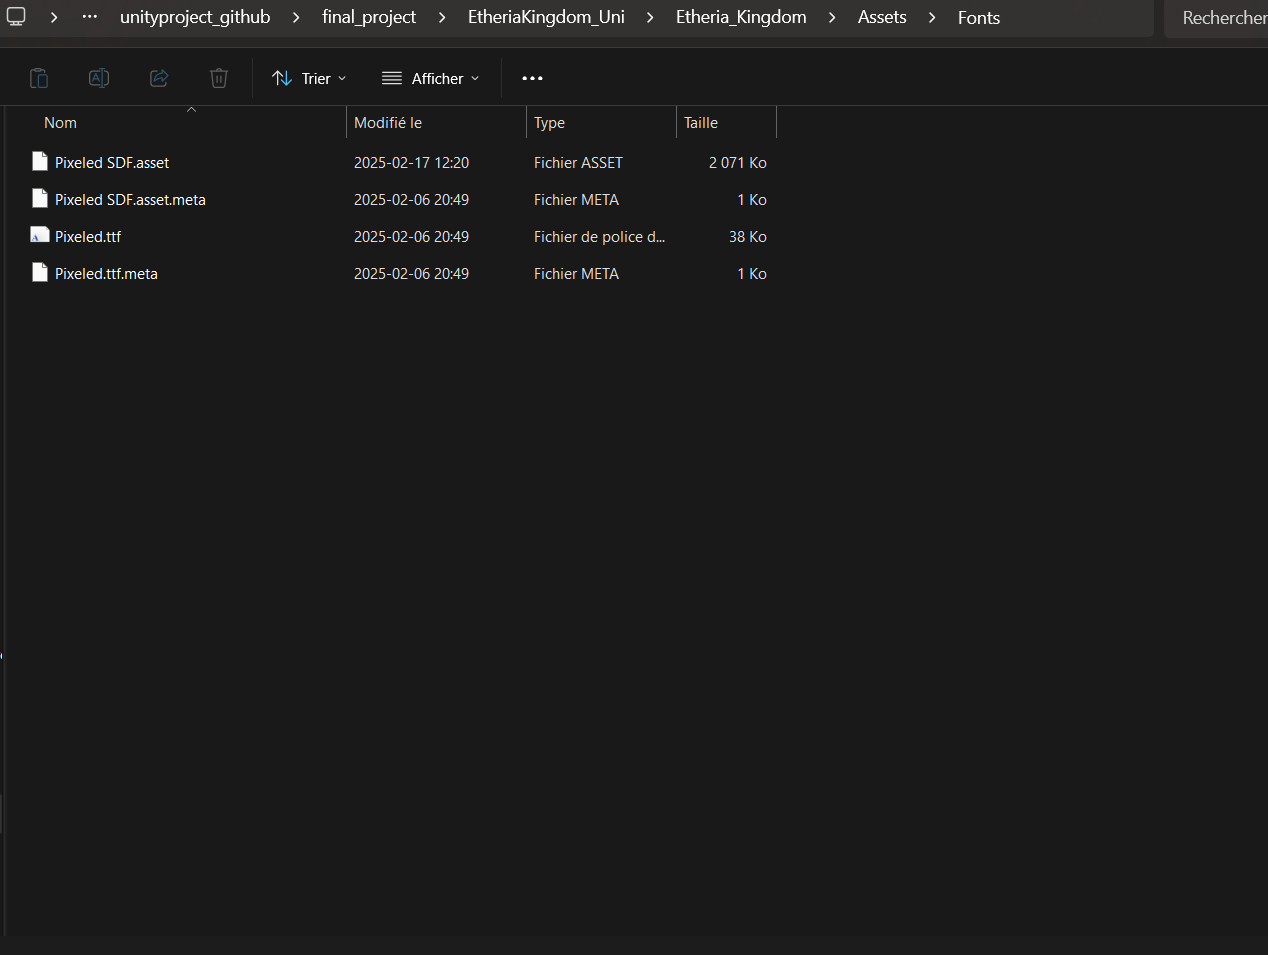 unityproject_github > final_project > EtheriaKingdom_Uni > Etheria_Kingdom > Assets > Fonts Rechercher
Trier Afficher
Nom Modifié le Type Taille
Pixeled SDF.asset 2025-02-17 12:20 Fichier ASSET 2 071 Ko
Pixeled SDF.asset.meta 2025-02-06 20:49 Fichier META 1 Ko
Pixeled.ttf 2025-02-06 20:49 Fichier de police d... 38 Ko
Pixeled.ttf.meta 2025-02-06 20:49 Fichier META 1 Ko